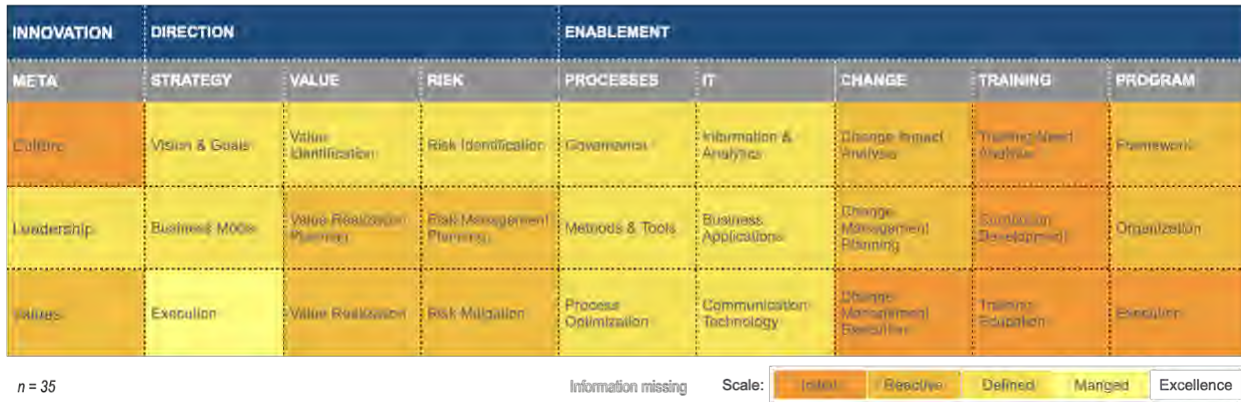 INNOVATION DIRECTION ENABLEMENT
META STRATEGY VALUE RISK PROCESSES IT CHANGE TRAINING PROGRAM
Culture Vision & Goals Value Identification Risk Identification Governance Information & Analytics Change Impact Analysis Training Need Analysis Framework
Leadership Business Model Value Realization Planning Risk Management Planning Methods & Tools Business Applications Change Management Planning Curriculum Development Organization
Values Execution Value Realization Risk Mitigation Process Optimization Communication Technology Change Management Execution Training Education Execution
n = 35 Information missing Scale: Initial Reactive Defined Manged Excellence